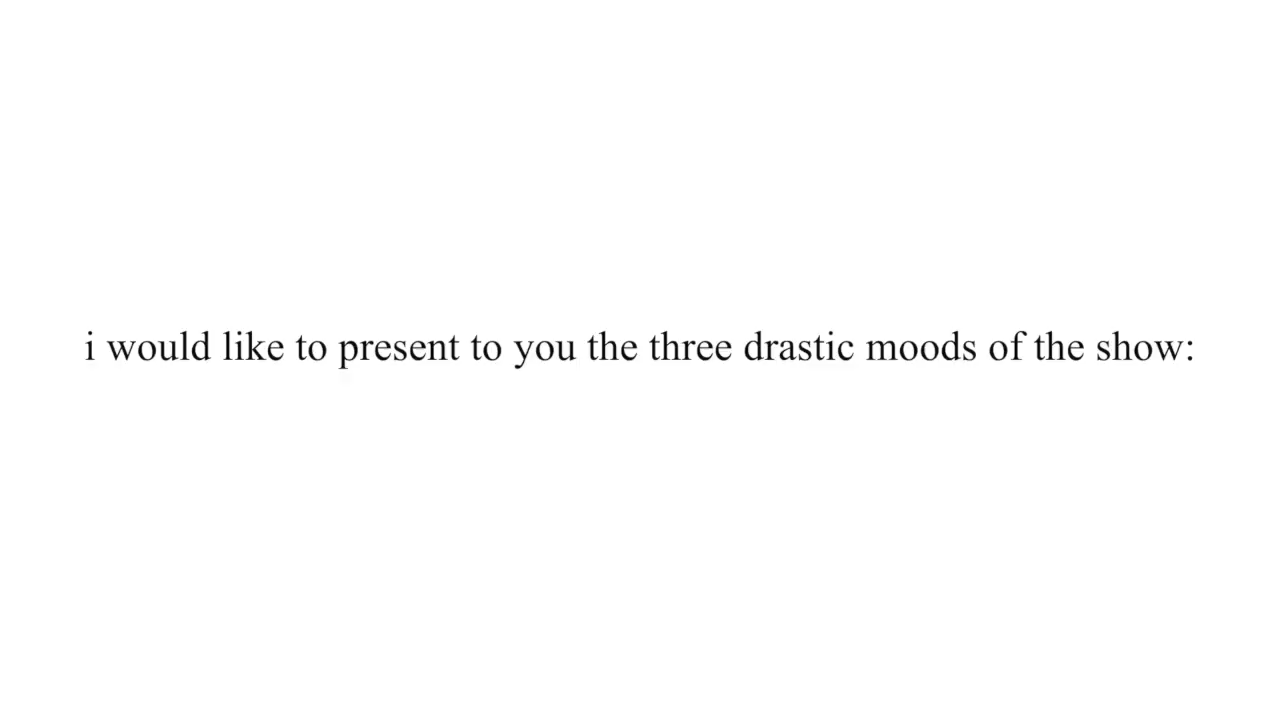 i would like to present to you the three drastic moods of the show: